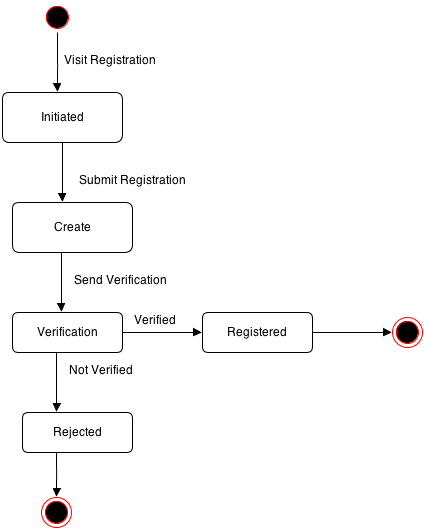 Visit Registration
Initiated
Submit Registration
Create
Send Verification
Verification
Verified
Registered
Not Verified
Rejected